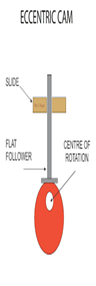 ECCENTRIC CAM
SLIDE
FLAT
FOLLOWER
CENTRE OF
ROTATION